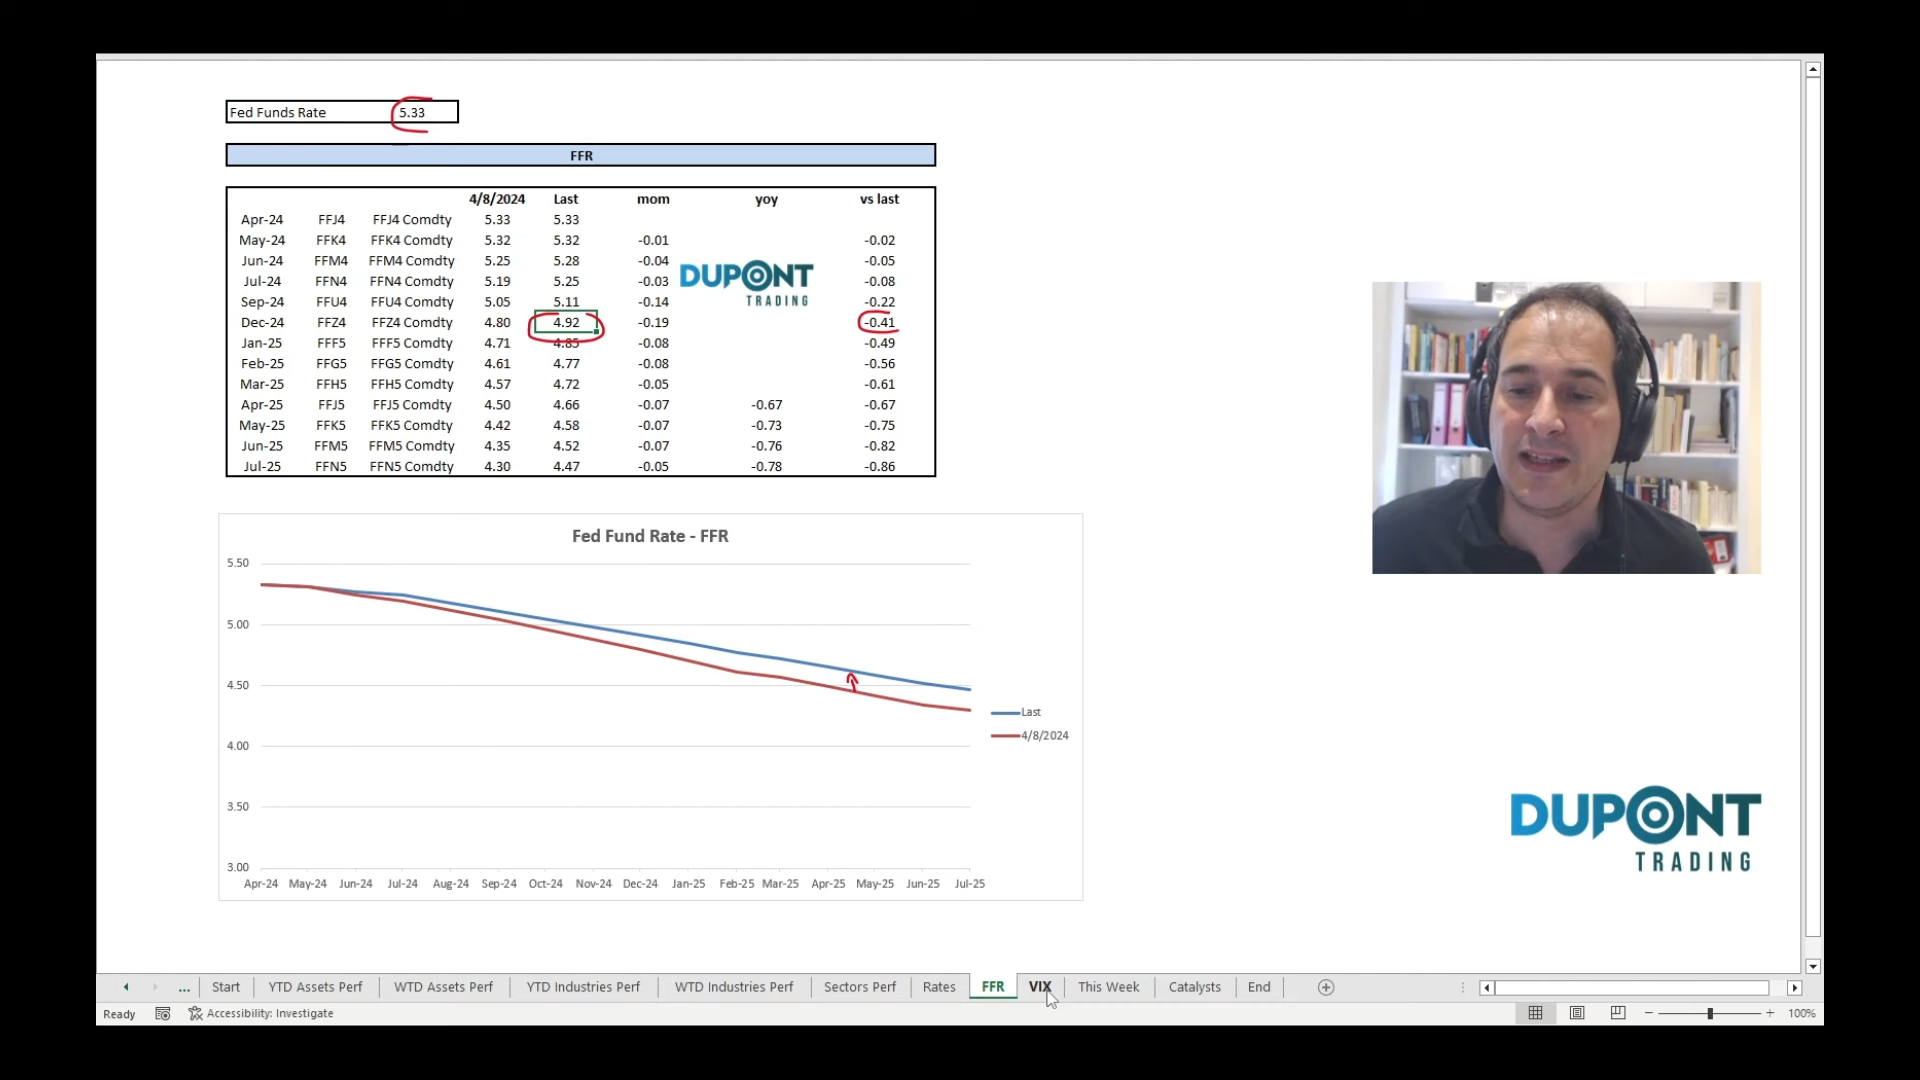 Fed Funds Rate 5.33
FFR
4/8/2024 Last mom yoy vs last
Apr-24 FFJ4 FFJ4 Comdty 5.33 5.33
May-24 FFK4 FFK4 Comdty 5.32 5.32 -0.01 -0.02
Jun-24 FFM4 FFM4 Comdty 5.25 5.28 -0.04 -0.05
Jul-24 FFN4 FFN4 Comdty 5.19 5.25 -0.03 -0.08
Sep-24 FFU4 FFU4 Comdty 5.05 5.11 -0.14 -0.22
Dec-24 FFZ4 FFZ4 Comdty 4.80 4.92 -0.19 -0.41
Jan-25 FFF5 FFF5 Comdty 4.71 4.85 -0.08 -0.49
Feb-25 FFG5 FFG5 Comdty 4.61 4.77 -0.08 -0.56
Mar-25 FFH5 FFH5 Comdty 4.57 4.72 -0.05 -0.61
Apr-25 FFJ5 FFJ5 Comdty 4.50 4.66 -0.07 -0.67 -0.67
May-25 FFK5 FFK5 Comdty 4.42 4.58 -0.07 -0.73 -0.75
Jun-25 FFM5 FFM5 Comdty 4.35 4.52 -0.07 -0.76 -0.82
Jul-25 FFN5 FFN5 Comdty 4.30 4.47 -0.05 -0.78 -0.86
DUPONT
TRADING
Fed Fund Rate - FFR
5.50
5.00
4.50
4.00
3.50
3.00
Apr-24 May-24 Jun-24 Jul-24 Aug-24 Sep-24 Oct-24 Nov-24 Dec-24 Jan-25 Feb-25 Mar-25 Apr-25 May-25 Jun-25 Jul-25
Last
4/8/2024
DUPONT
TRADING
... Start YTD Assets Perf WTD Assets Perf YTD Industries Perf WTD Industries Perf Sectors Perf Rates FFR VIX This Week Catalysts End
Ready Accessibility: Investigate 100%